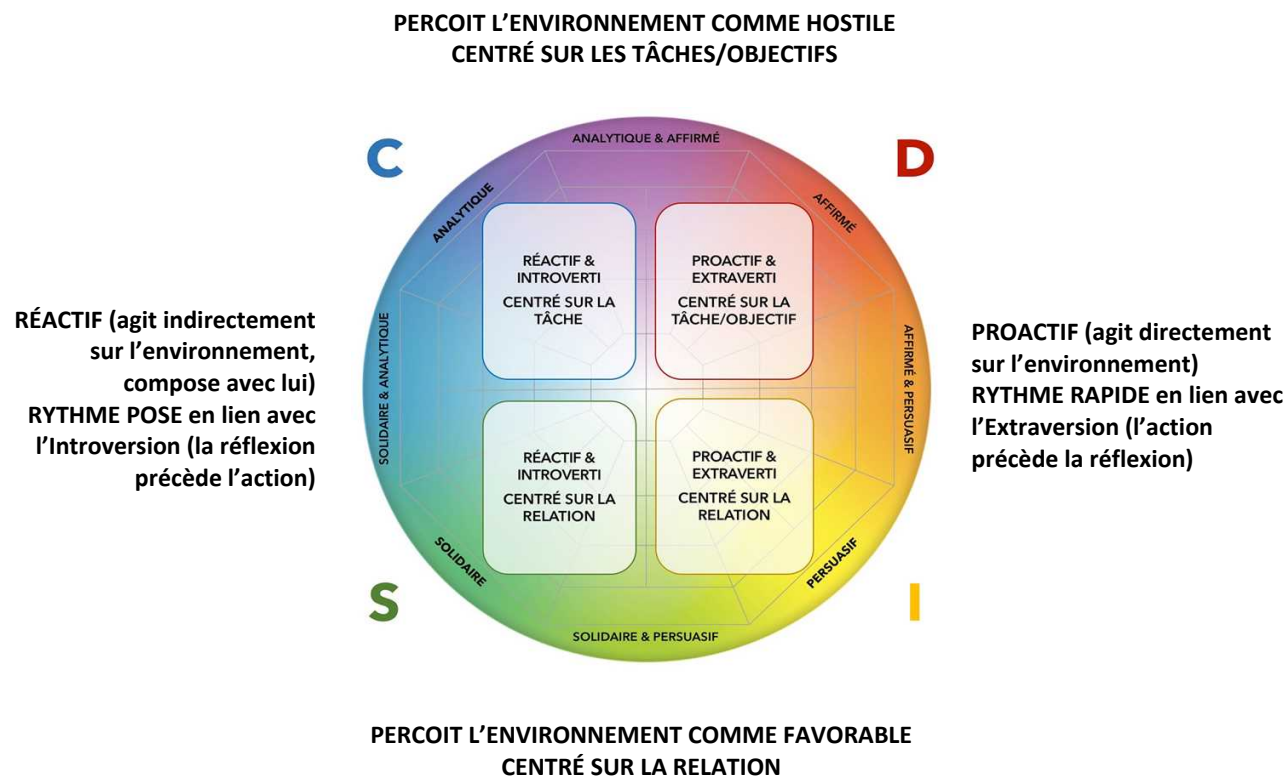 PERCOIT L’ENVIRONNEMENT COMME HOSTILE
CENTRÉ SUR LES TÂCHES/OBJECTIFS
C
D
ANALYTIQUE & AFFIRMÉ
ANALYTIQUE
AFFIRMÉ
RÉACTIF &
INTROVERTI
CENTRÉ SUR LA
TÂCHE
PROACTIF &
EXTRAVERTI
CENTRÉ SUR LA
TÂCHE/OBJECTIF
RÉACTIF (agit indirectement
sur l’environnement,
compose avec lui)
RYTHME POSE en lien avec
l’Introversion (la réflexion
précède l’action)
SOLIDAIRE & ANALYTIQUE
AFFIRMÉ & PERSUASIF
PROACTIF (agit directement
sur l’environnement)
RYTHME RAPIDE en lien avec
l’Extraversion (l’action
précède la réflexion)
RÉACTIF &
INTROVERTI
CENTRÉ SUR LA
RELATION
PROACTIF &
EXTRAVERTI
CENTRÉ SUR LA
RELATION
SOLIDAIRE
PERSUASIF
S
I
SOLIDAIRE & PERSUASIF
PERCOIT L’ENVIRONNEMENT COMME FAVORABLE
CENTRÉ SUR LA RELATION